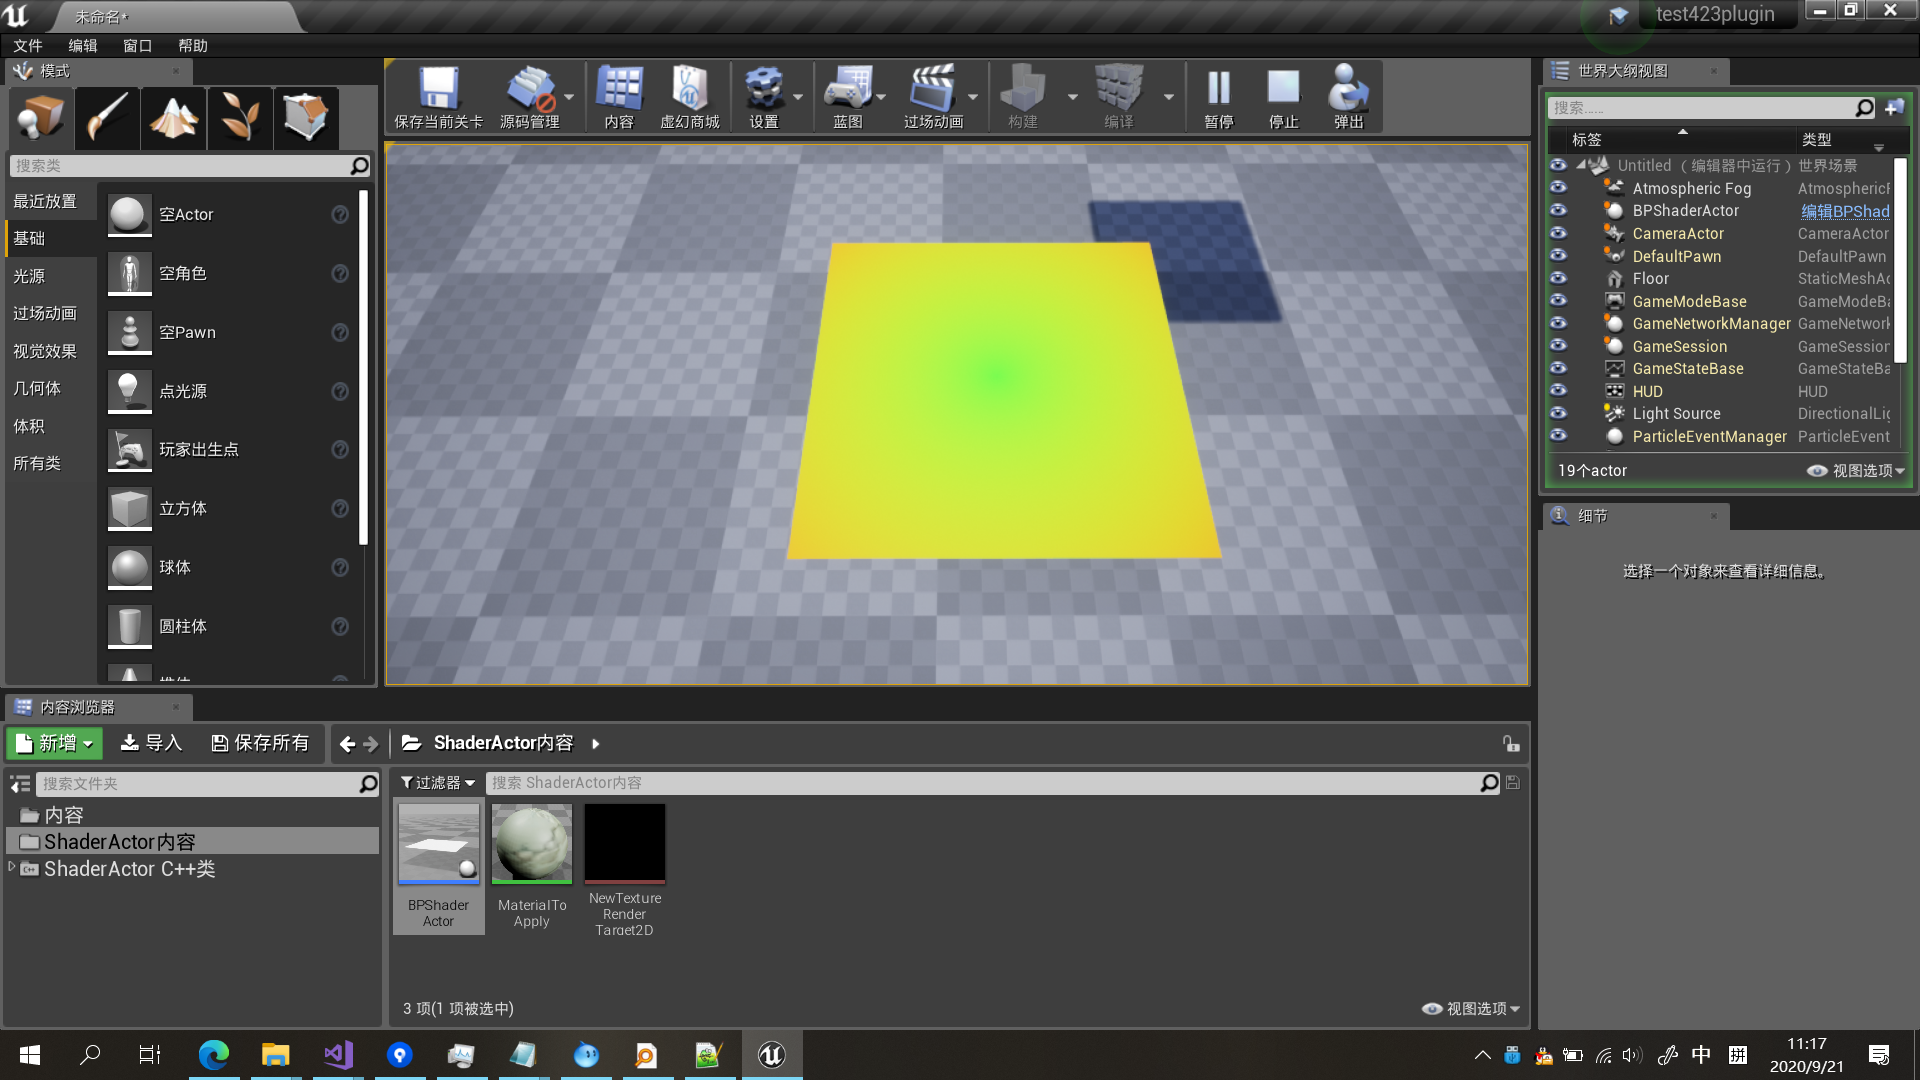 未命名*
test423plugin
文件 编辑 窗口 帮助
模式
搜索类
最近放置
基础
光源
过场动画
视觉效果
几何体
体积
所有类
空Actor
空角色
空Pawn
点光源
玩家出生点
立方体
球体
圆柱体
保存当前关卡 源码管理 内容 虚幻商城 设置 蓝图 过场动画 构建 编译 暂停 停止 弹出
世界大纲视图
搜索......
标签 类型
Untitled （编辑器中运行） 世界场景
Atmospheric Fog Atmospheric
BPShaderActor 编辑BPShad
CameraActor CameraActor
DefaultPawn DefaultPawn
Floor StaticMeshAc
GameModeBase GameModeBa
GameNetworkManager GameNetwork
GameSession GameSession
GameStateBase GameStateBa
HUD HUD
Light Source DirectionalLig
ParticleEventManager ParticleEvent
19个actor 视图选项
细节
选择一个对象来查看详细信息。
内容浏览器
新增 导入 保存所有 ShaderActor内容
搜索文件夹
内容
ShaderActor内容
ShaderActor C++类
过滤器 搜索 ShaderActor内容
BPShader
Actor
MaterialTo
Apply
NewTexture
Render
Target2D
3 项(1 项被选中) 视图选项
中 拼
11:17
2020/9/21